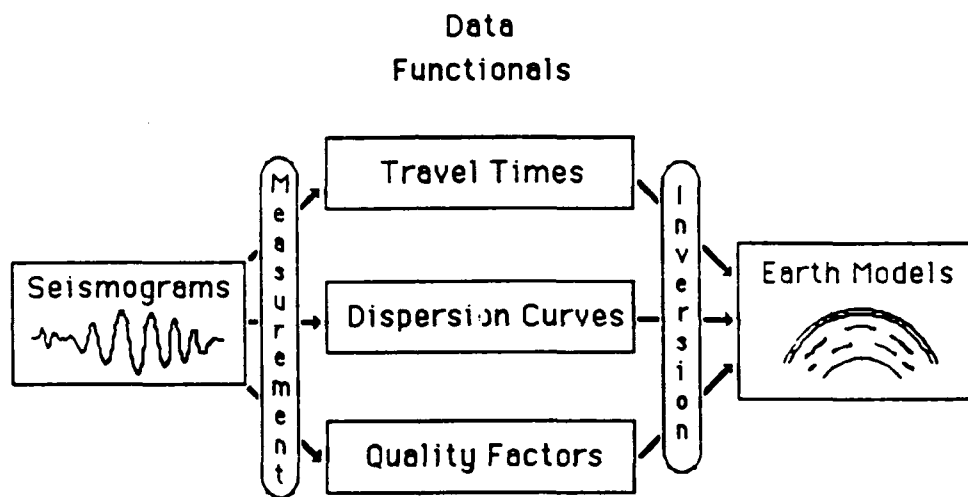 Data
Functionals
Travel Times
Measurement
Inversion
Seismograms
Dispersion Curves
Earth Models
Quality Factors